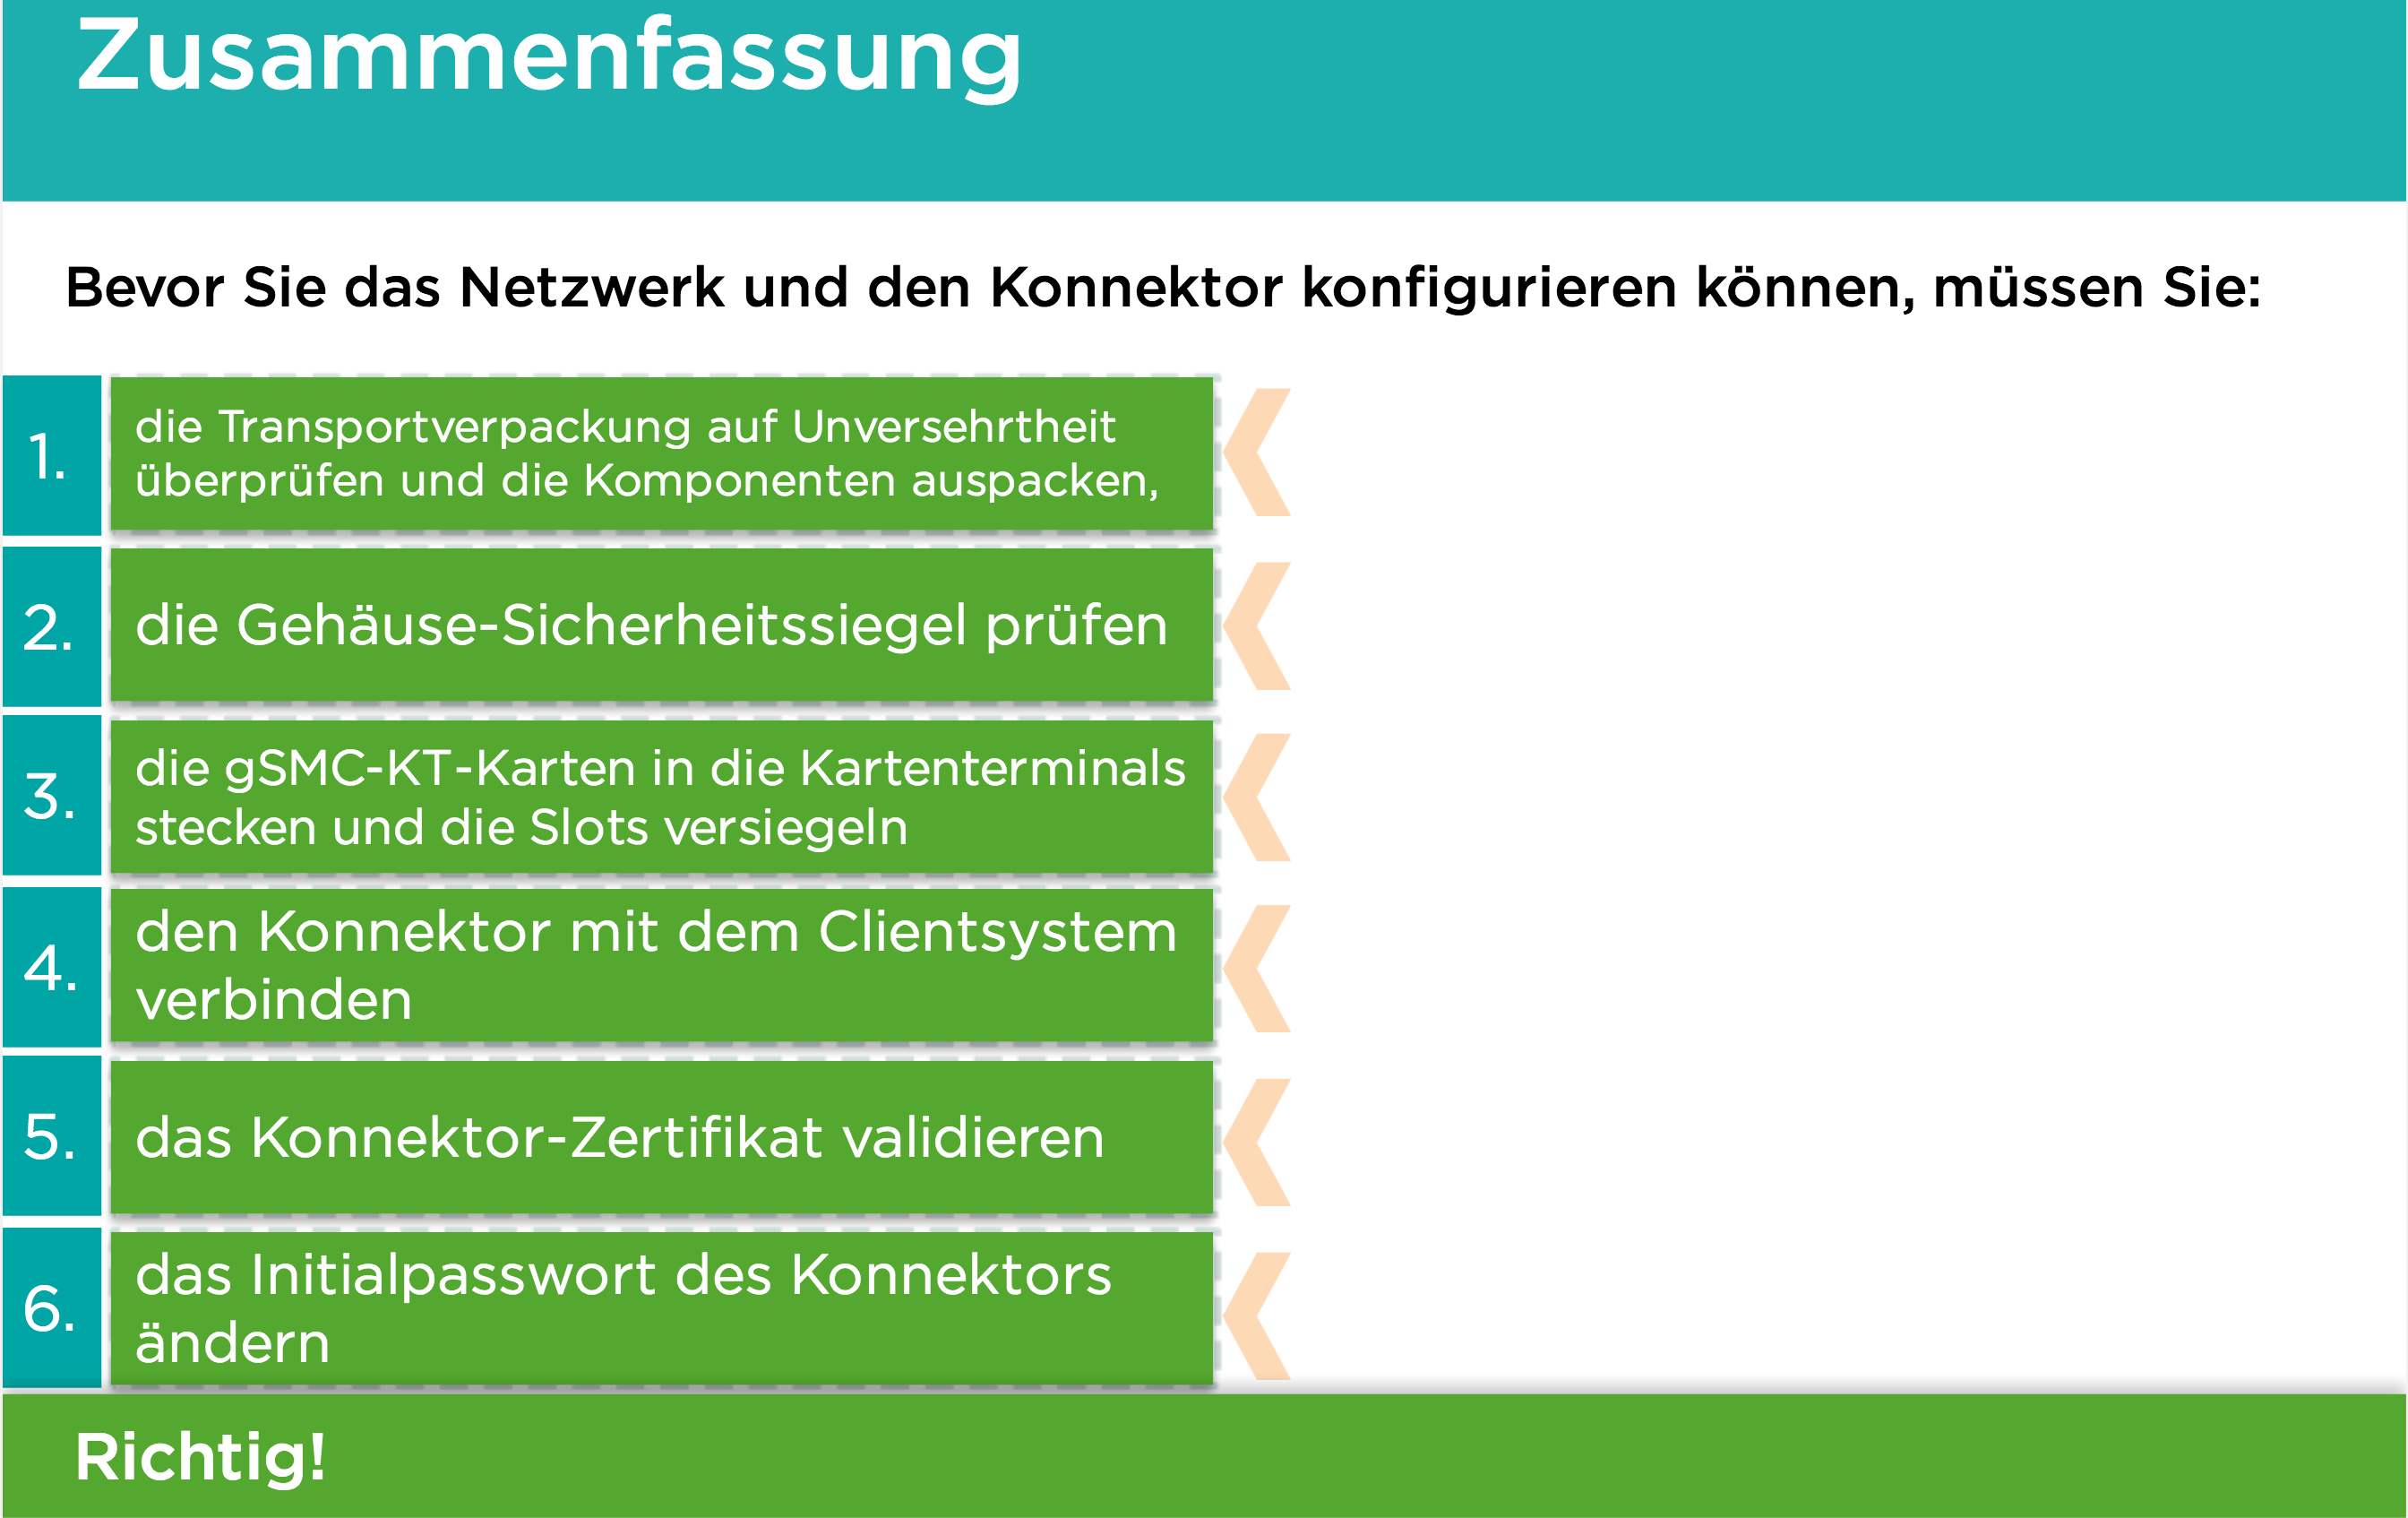 Zusammenfassung
Bevor Sie das Netzwerk und den Konnektor konfigurieren können, müssen Sie:
1.
die Transportverpackung auf Unversehrtheit
überprüfen und die Komponenten auspacken,
2.
die Gehäuse-Sicherheitssiegel prüfen
3.
die gSMC-KT-Karten in die Kartenterminals
stecken und die Slots versiegeln
4.
den Konnektor mit dem Clientsystem
verbinden
5.
das Konnektor-Zertifikat validieren
6.
das Initialpasswort des Konnektors
ändern
Richtig!